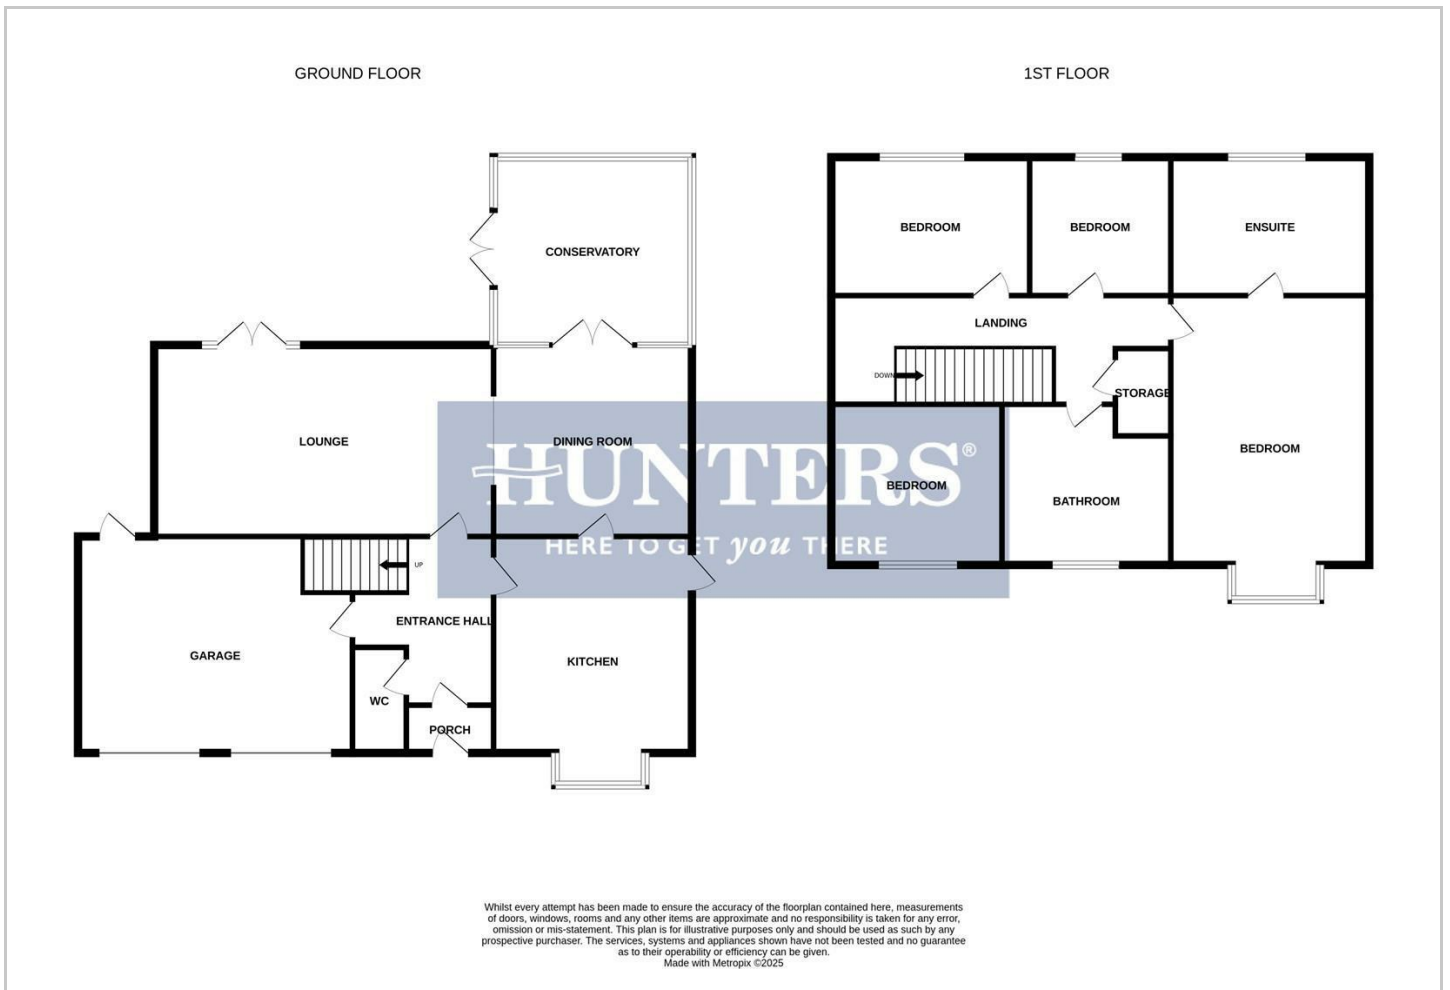 GROUND FLOOR
1ST FLOOR
CONSERVATORY
LOUNGE
DINING ROOM
UP
ENTRANCE HALL
GARAGE
KITCHEN
WC
PORCH
BEDROOM
BEDROOM
ENSUITE
LANDING
DOWN
STORAGE
BEDROOM
BEDROOM
BATHROOM
HUNTERS®
HERE TO GET you THERE
Whilst every attempt has been made to ensure the accuracy of the floorplan contained here, measurements
of doors, windows, rooms and any other items are approximate and no responsibility is taken for any error,
omission or mis-statement. This plan is for illustrative purposes only and should be used as such by any
prospective purchaser. The services, systems and appliances shown have not been tested and no guarantee
as to their operability or efficiency can be given.
Made with Metropix ©2025